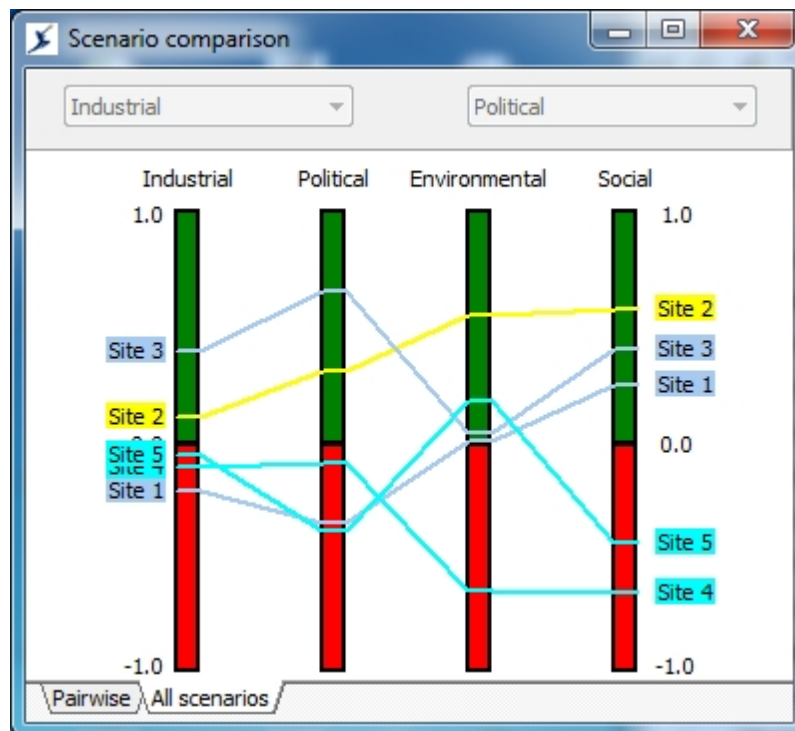 Scenario comparison
Industrial Political
Industrial Political Environmental Social
1.0 1.0
Site 2
Site 3 Site 3
Site 1
Site 2
0.0
Site 5
Site 4
Site 1
Site 5
Site 4
-1.0 -1.0
Pairwise All scenarios